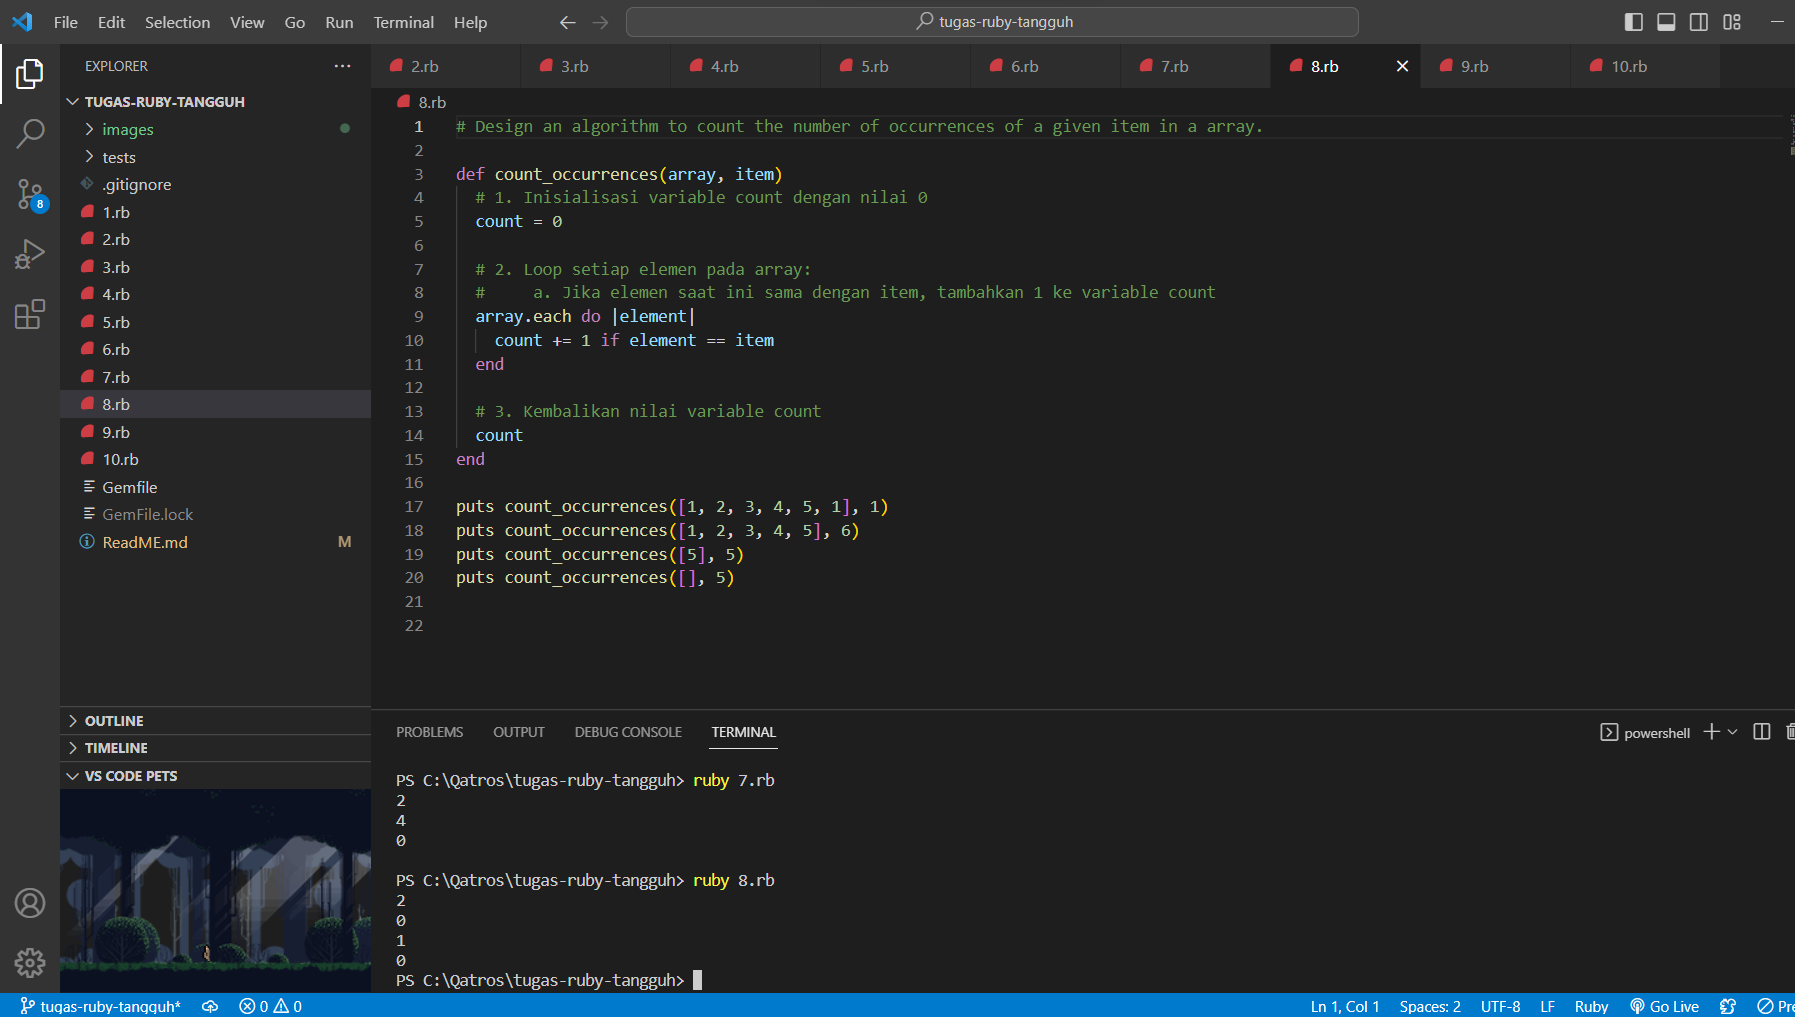 File Edit Selection View Go Run Terminal Help
tugas-ruby-tangguh
EXPLORER
TUGAS-RUBY-TANGGUH
images
tests
.gitignore
1.rb
2.rb
3.rb
4.rb
5.rb
6.rb
7.rb
8.rb
9.rb
10.rb
Gemfile
GemFile.lock
ReadME.md M
OUTLINE
TIMELINE
VS CODE PETS
8
2.rb 3.rb 4.rb 5.rb 6.rb 7.rb 8.rb 9.rb 10.rb
8.rb
1 # Design an algorithm to count the number of occurrences of a given item in a array.
2
3 def count_occurrences(array, item)
4 # 1. Inisialisasi variable count dengan nilai 0
5 count = 0
6
7 # 2. Loop setiap elemen pada array:
8 #     a. Jika elemen saat ini sama dengan item, tambahkan 1 ke variable count
9 array.each do |element|
10 count += 1 if element == item
11 end
12
13 # 3. Kembalikan nilai variable count
14 count
15 end
16
17 puts count_occurrences([1, 2, 3, 4, 5, 1], 1)
18 puts count_occurrences([1, 2, 3, 4, 5], 6)
19 puts count_occurrences([5], 5)
20 puts count_occurrences([], 5)
21
22
PROBLEMS OUTPUT DEBUG CONSOLE TERMINAL powershell
PS C:\Qatros\tugas-ruby-tangguh> ruby 7.rb
2
4
0
PS C:\Qatros\tugas-ruby-tangguh> ruby 8.rb
2
0
1
0
PS C:\Qatros\tugas-ruby-tangguh>
tugas-ruby-tangguh* 0 0 Ln 1, Col 1 Spaces: 2 UTF-8 LF Ruby Go Live